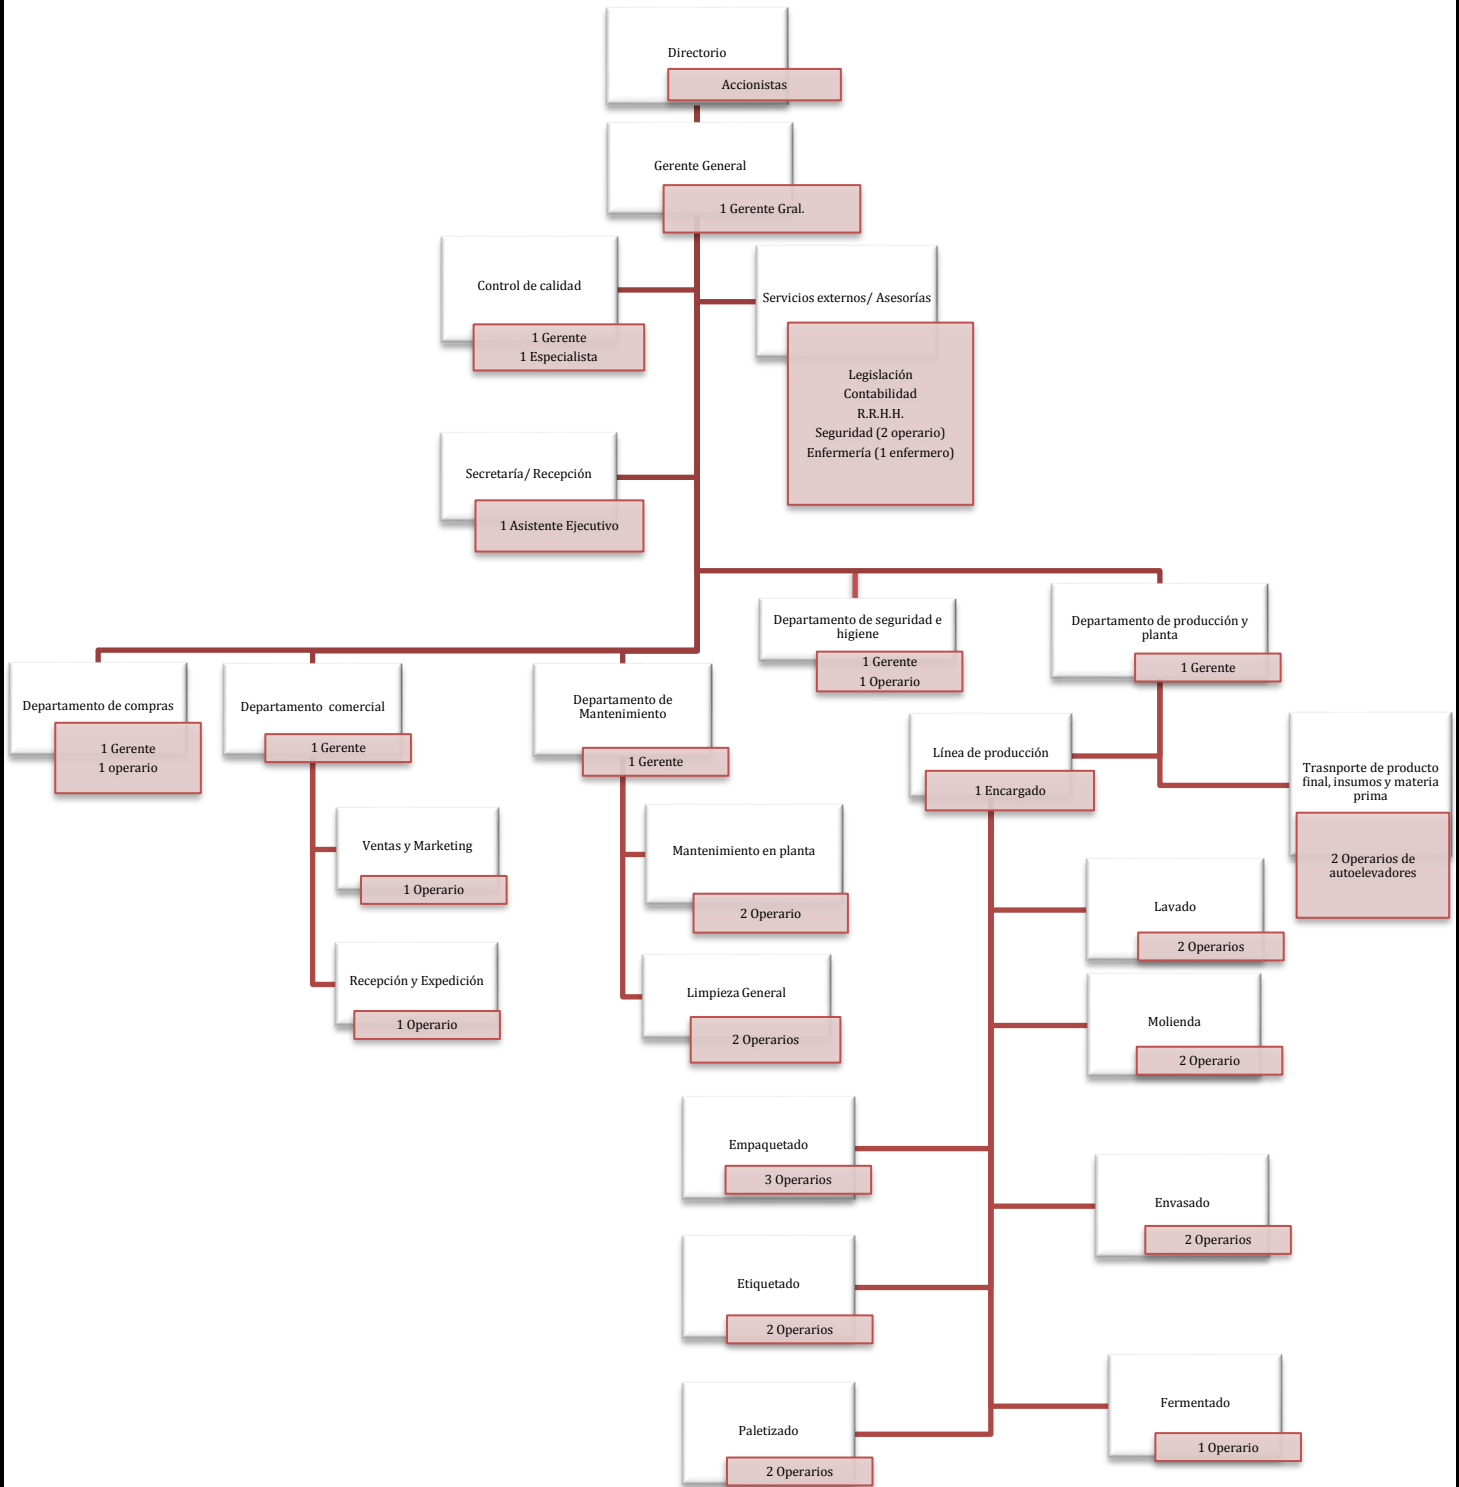 Directorio
Accionistas
Gerente General
1 Gerente Gral.
Control de calidad
1 Gerente
1 Especialista
Servicios externos/ Asesorías
Legislación
Contabilidad
R.R.H.H.
Seguridad (2 operario)
Enfermería (1 enfermero)
Secretaría/ Recepción
1 Asistente Ejecutivo
Departamento de seguridad e
higiene
1 Gerente
1 Operario
Departamento de producción y
planta
1 Gerente
Departamento de compras
1 Gerente
1 operario
Departamento comercial
1 Gerente
Departamento de
Mantenimiento
1 Gerente
Línea de producción
1 Encargado
Trasnporte de producto
final, insumos y materia
prima
2 Operarios de
autoelevadores
Ventas y Marketing
1 Operario
Mantenimiento en planta
2 Operario
Lavado
2 Operarios
Recepción y Expedición
1 Operario
Limpieza General
2 Operarios
Molienda
2 Operario
Empaquetado
3 Operarios
Envasado
2 Operarios
Etiquetado
2 Operarios
Fermentado
1 Operario
Paletizado
2 Operarios